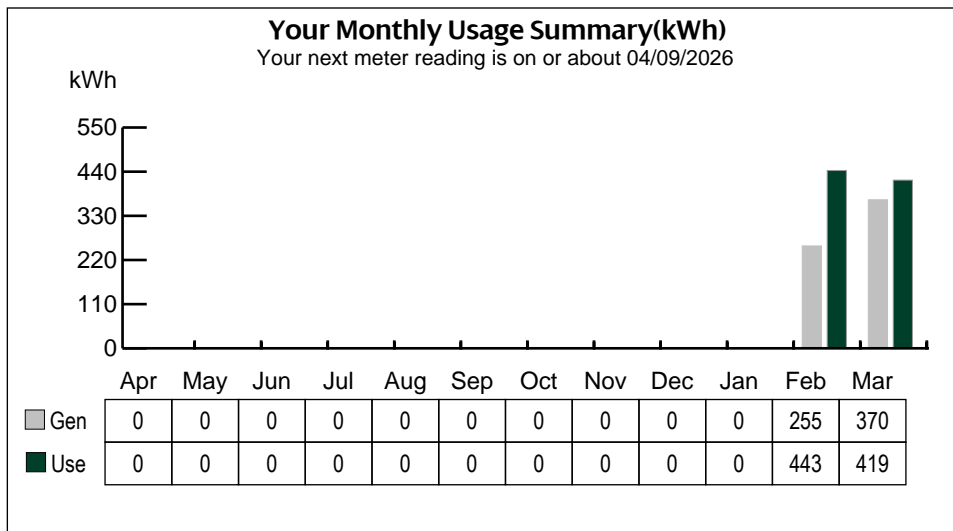 Your Monthly Usage Summary(kWh)
Your next meter reading is on or about 04/09/2026
kWh
550
440
330
220
110
0
Apr May Jun Jul Aug Sep Oct Nov Dec Jan Feb Mar
Gen 0 0 0 0 0 0 0 0 0 0 255 370
Use 0 0 0 0 0 0 0 0 0 0 443 419